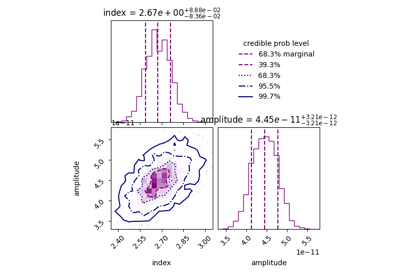 index = 2.67e+00+8.88e−02−8.36e−02
credible prob level
68.3% marginal
39.3%
68.3%
95.5%
99.7%
1e−11
amplitude = 4.45e−11+3.21e−12−3.21e−12
amplitude
5.5
5.0
4.5
4.0
3.5
2.40
2.55
2.70
2.85
3.00
index
3.5
4.0
4.5
5.0
5.5
1e−11
amplitude